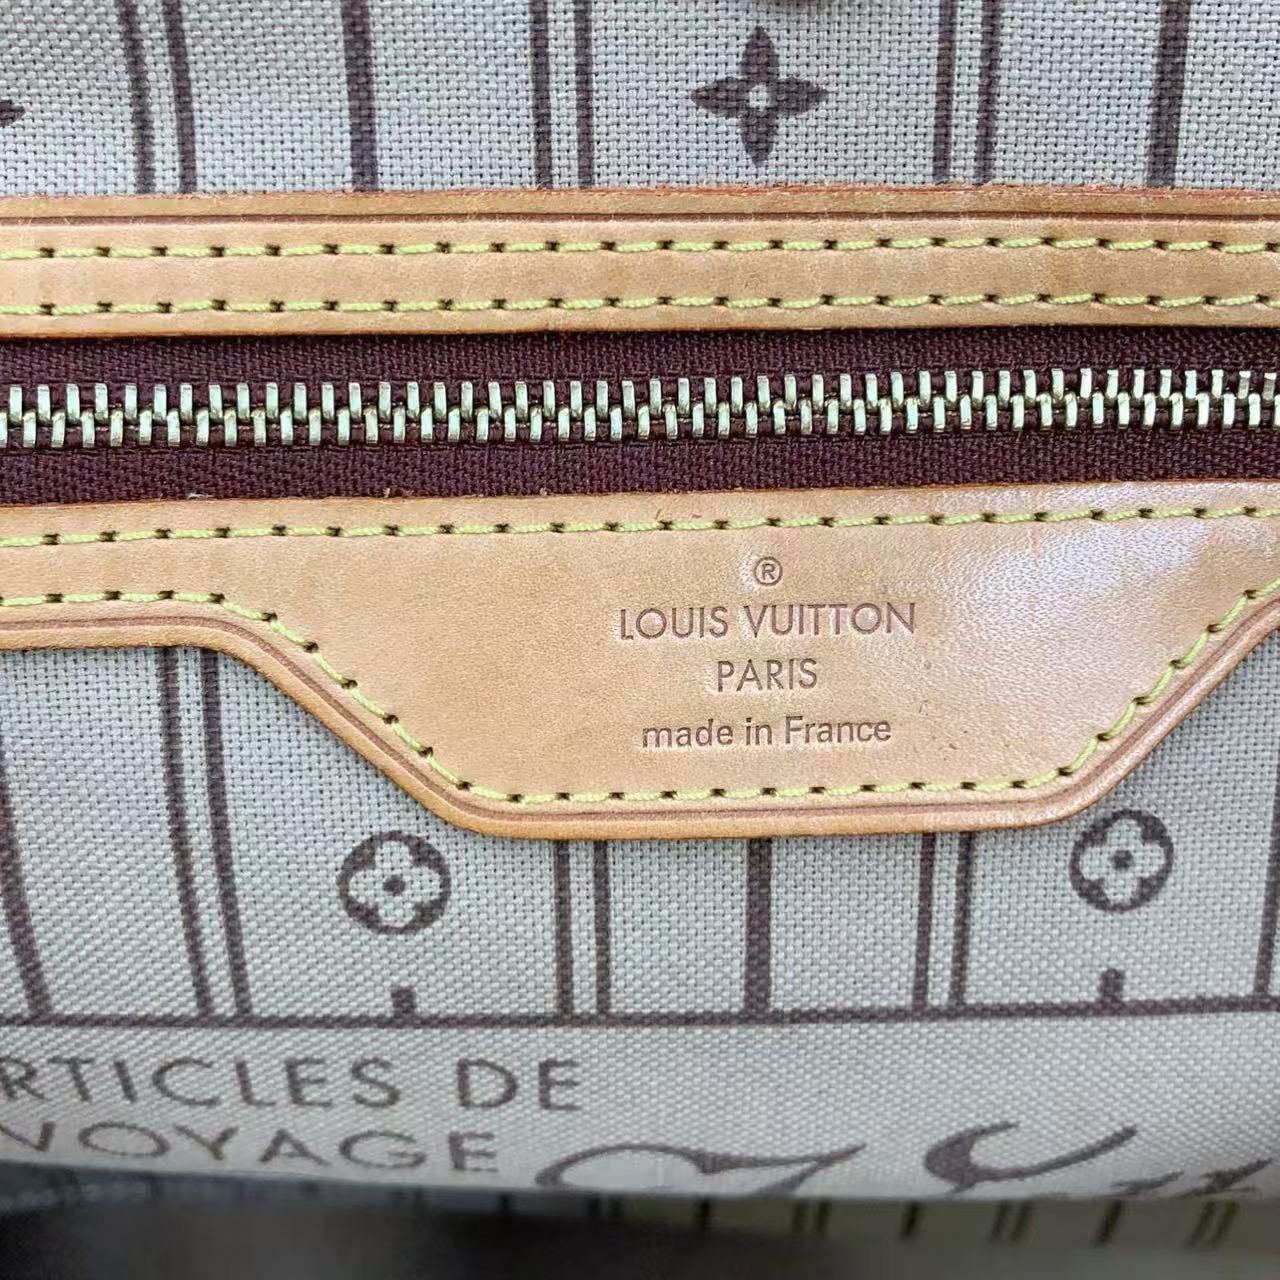 ®
LOUIS VUITTON
PARIS
made in France
RTICLES DE
VOYAGE